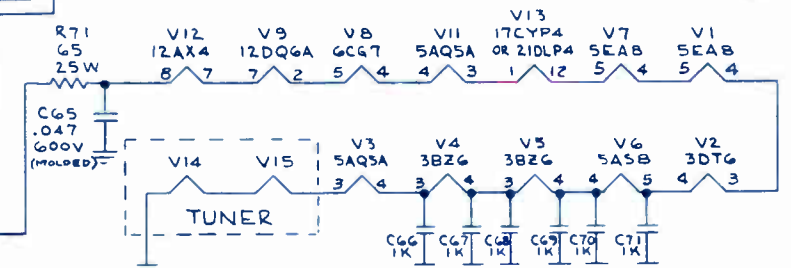 R71
65
25W
V12
12AX4
8 7
V9
12DQ6A
7 2
V8
6CG7
5 4
V11
5AQ5A
4 3
V13
17CYP4
OR 21DLP4
1 12
V7
5EA8
5 4
V1
5EA8
5 4
C65
.047
600V
(MOLDED)
V14
V15
TUNER
V3
5AQ5A
3 4
V4
3BZ6
3 4
V5
3BZ6
3 4
V6
5AS8
4 5
V2
3DT6
4 3
C66
1K
C67
1K
C68
1K
C69
1K
C70
1K
C71
1K